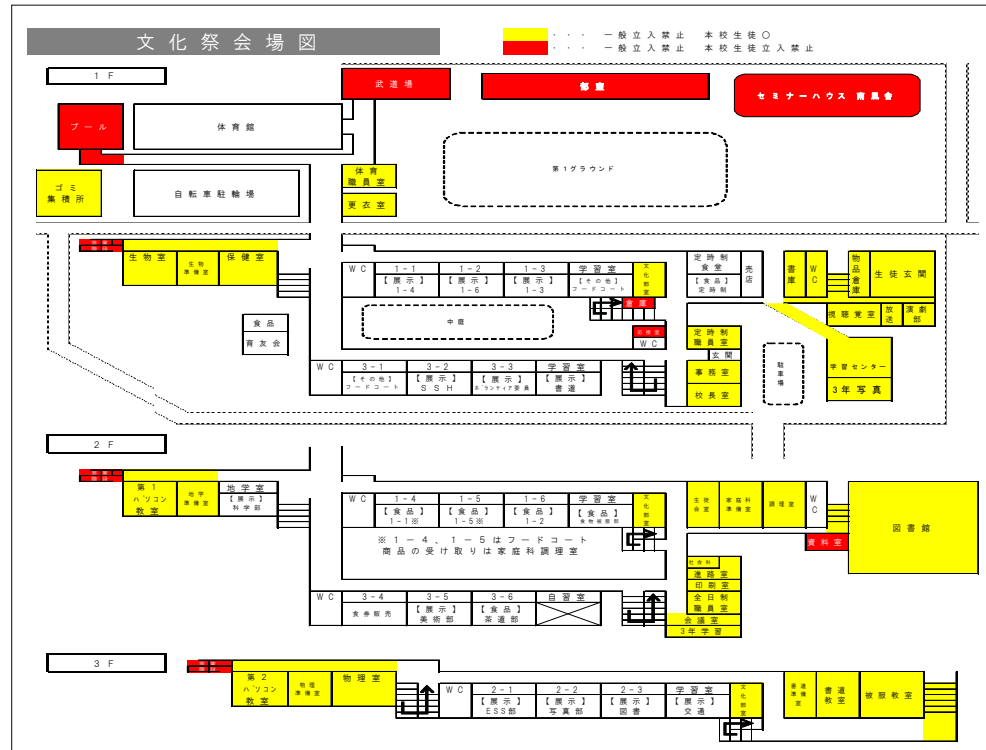 文化祭会場図
・・・ 一般立入禁止 本校生徒〇
・・・ 一般立入禁止 本校生徒立入禁止
1F
武道場
部室
セミナーハウス 南風舎
プール
体育館
第1グラウンド
体育
職員室
ゴミ
集積所
自転車駐輪場
更衣室
生物室
生物
準備室
保健室
WC
1-1
【展示】
1-4
1-2
【展示】
1-6
1-3
【展示】
1-3
学習室
【その他】
フードコート
文化部室
倉庫
定時制
食堂
【食品】
定時制
売店
書庫
WC
物品倉庫
生徒玄関
視聴覚室
放送
演劇部
中庭
食品
育友会
WC
定時制
職員室
玄関
事務室
校長室
駐車場
学習センター
3年写真
WC
3-1
【その他】
フードコート
3-2
【展示】
SSH
3-3
【展示】
ボランティア委員
学習室
【展示】
書道
2F
第1
パソコン
教室
地学
準備室
地学室
【展示】
科学部
WC
1-4
【食品】
1-1※
1-5
【食品】
1-5※
1-6
【食品】
1-2
学習室
【食品】
食物被服部
文化部室
生徒
会室
家庭科
準備室
調理室
WC
図書館
資料室
※1-4、1-5はフードコート
商品の受け取りは家庭科調理室
社会科
進路室
印刷室
全日制
職員室
会議室
3年学習
WC
3-4
食券販売
3-5
【展示】
美術部
3-6
【食品】
茶道部
自習室
3F
第2
パソコン
教室
物理
準備室
物理室
WC
2-1
【展示】
ESS部
2-2
【展示】
写真部
2-3
【展示】
図書
学習室
【展示】
交通
文化部室
書道
準備室
書道
教室
被服教室